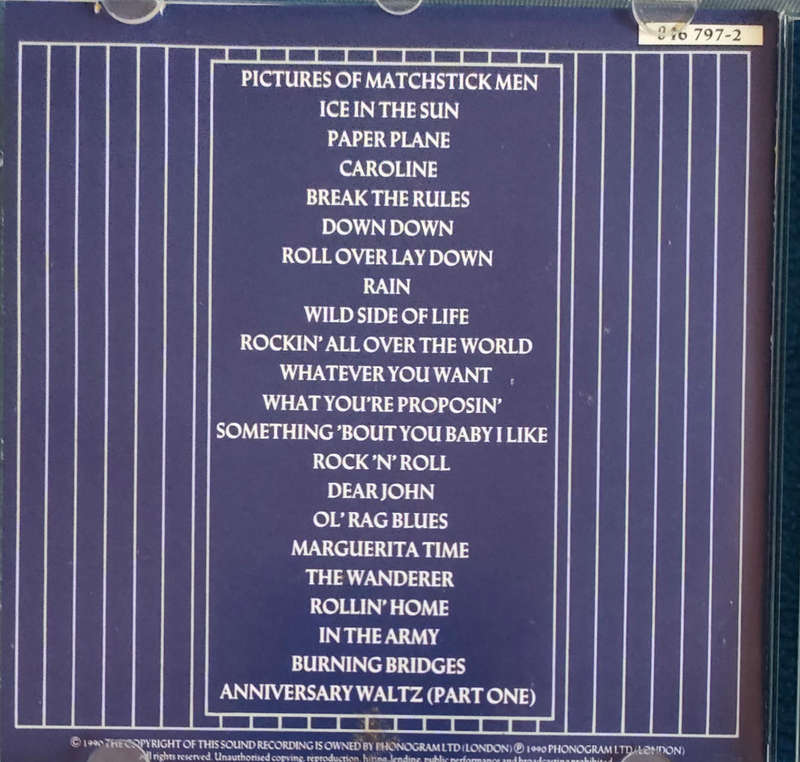 846 797-2
PICTURES OF MATCHSTICK MEN
ICE IN THE SUN
PAPER PLANE
CAROLINE
BREAK THE RULES
DOWN DOWN
ROLL OVER LAY DOWN
RAIN
WILD SIDE OF LIFE
ROCKIN' ALL OVER THE WORLD
WHATEVER YOU WANT
WHAT YOU'RE PROPOSIN'
SOMETHING 'BOUT YOU BABY I LIKE
ROCK 'N' ROLL
DEAR JOHN
OL' RAG BLUES
MARGUERITA TIME
THE WANDERER
ROLLIN' HOME
IN THE ARMY
BURNING BRIDGES
ANNIVERSARY WALTZ (PART ONE)
© 1990 THE COPYRIGHT OF THIS SOUND RECORDING IS OWNED BY PHONOGRAM LTD (LONDON) ℗ 1990 PHONOGRAM LTD (LONDON)
All rights reserved. Unauthorised copying, reproduction, hiring, lending, public performance and broadcasting prohibited